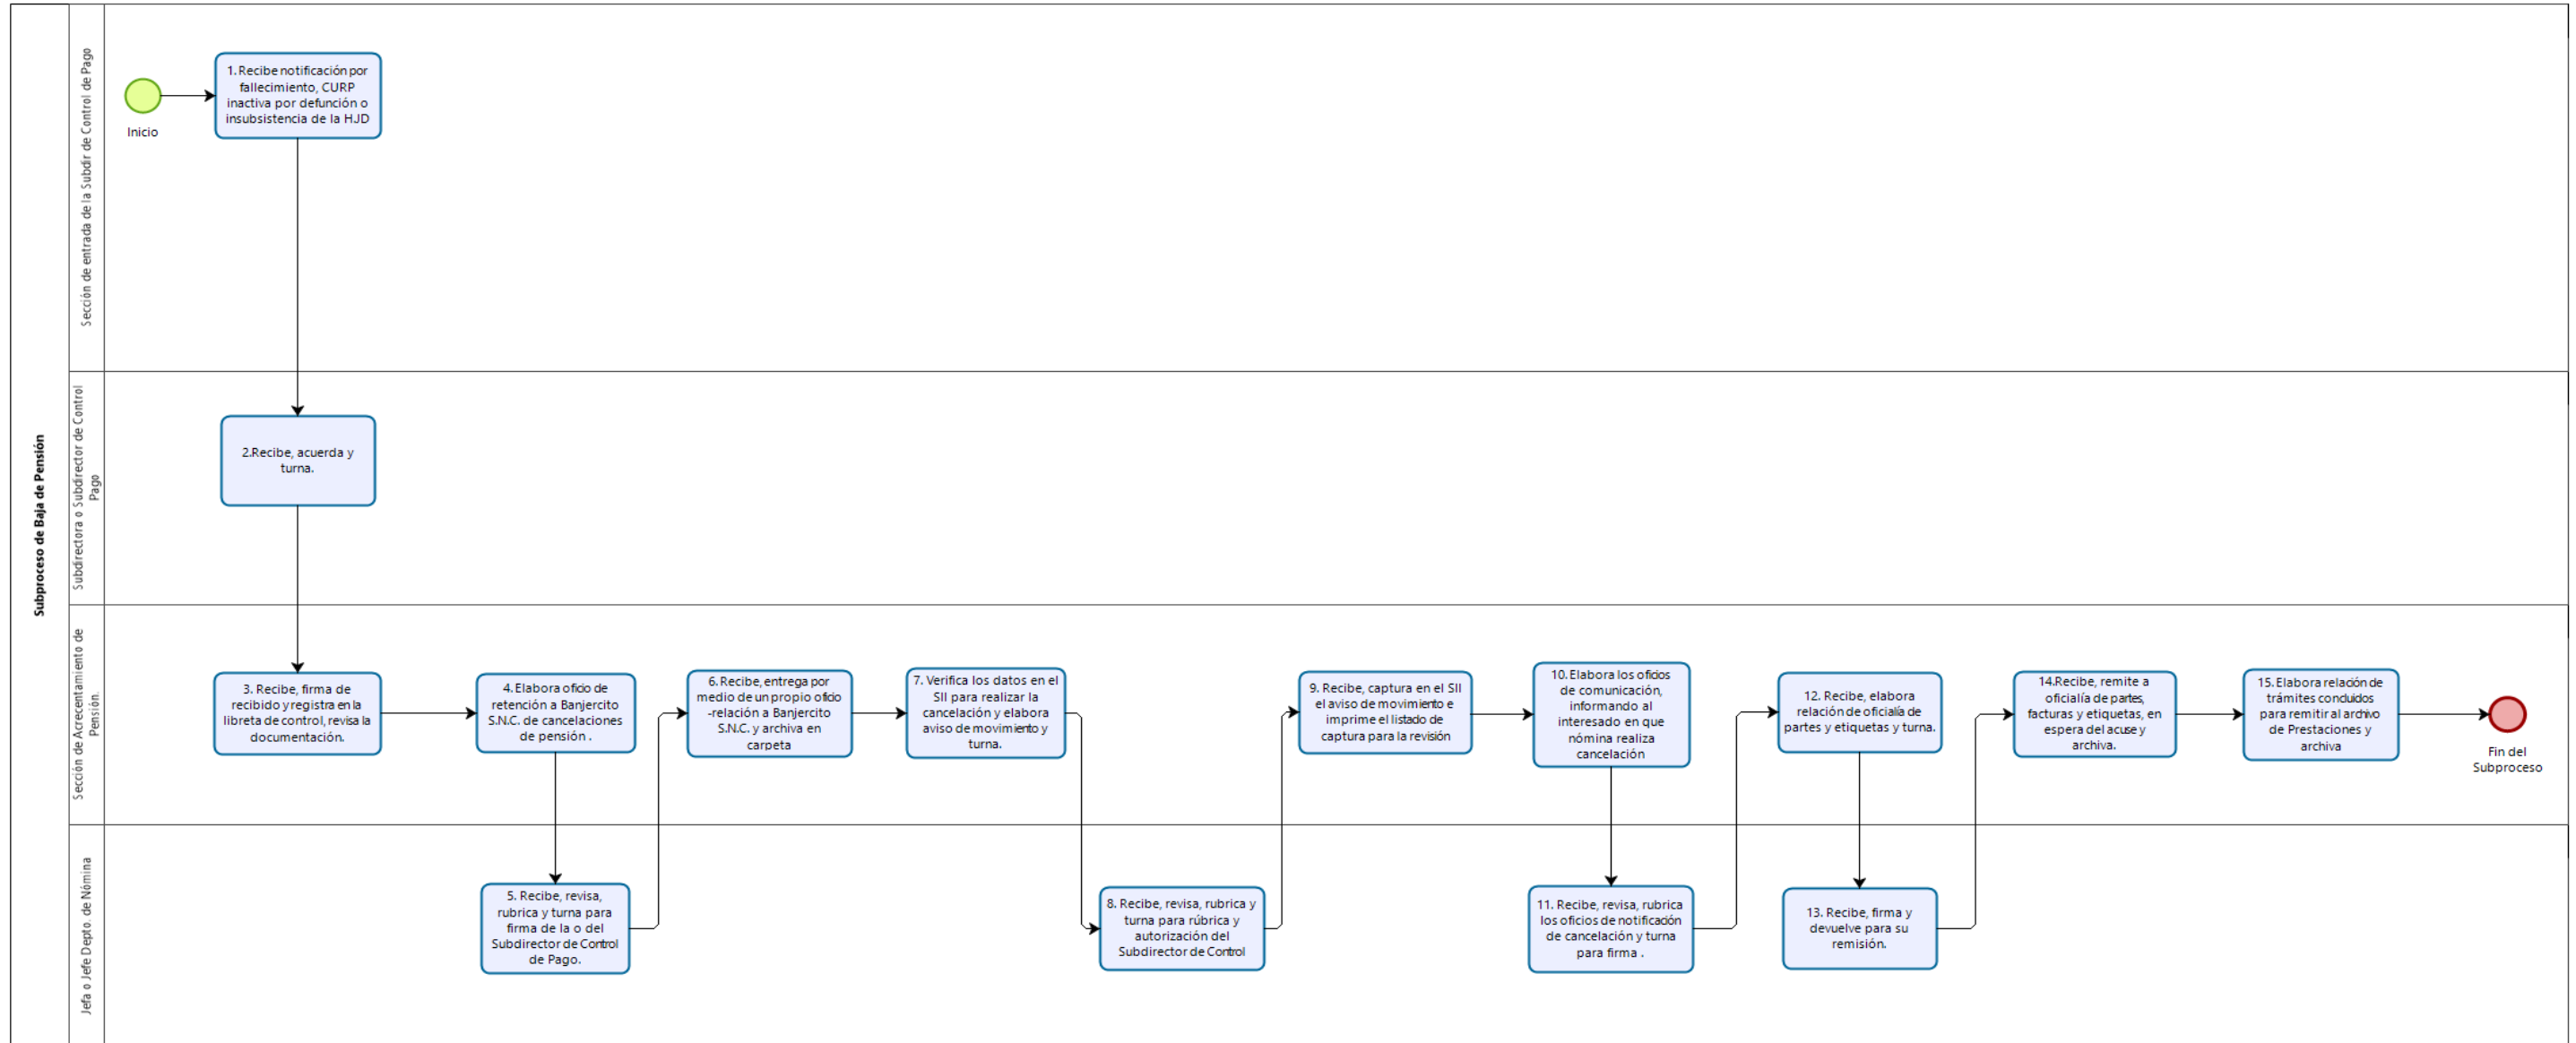 Subproceso de Baja de Pensión
Sección de entrada de la Subdir de Control de Pago
Inicio
1.Recibe notificación por
fallecimiento, CURP
inactiva por defunción o
insubsistencia de la HJD
Subdirectora o Subdirector de Control
Pago
2.Recibe, acuerda y
turna.
Sección de Acrecentamiento de
Pensión.
3. Recibe, firma de
recibido y registra en la
libreta de control, revisa la
documentación.
4. Elabora oficio de
retención a Banjercito
S.N.C. de cancelaciones
de pensión .
6. Recibe, entrega por
medio de un propio oficio
-relación a Banjercito
S.N.C. y archiva en
carpeta
7. Verifica los datos en el
SII para realizar la
cancelación y elabora
aviso de movimiento y
turna.
9. Recibe, captura en el SII
el aviso de movimiento e
imprime el listado de
captura para la revisión
10. Elabora los oficios
de comunicación,
informando al
interesado en que
nómina realiza
cancelación
12. Recibe, elabora
relación de oficialía de
partes y etiquetas y turna.
14.Recibe, remite a
oficialía de partes,
facturas y etiquetas, en
espera del acuse y
archiva.
15. Elabora relación de
trámites concluidos
para remitir al archivo
de Prestaciones y
archiva
Fin del
Subproceso
Jefa o Jefe Depto. de Nómina
5. Recibe, revisa,
rubrica y turna para
firma de la o del
Subdirector de Control
de Pago.
8. Recibe, revisa, rubrica y
turna para rúbrica y
autorización del
Subdirector de Control
11. Recibe, revisa, rubrica
los oficios de notificación
de cancelación y turna
para firma .
13. Recibe, firma y
devuelve para su
remisión.